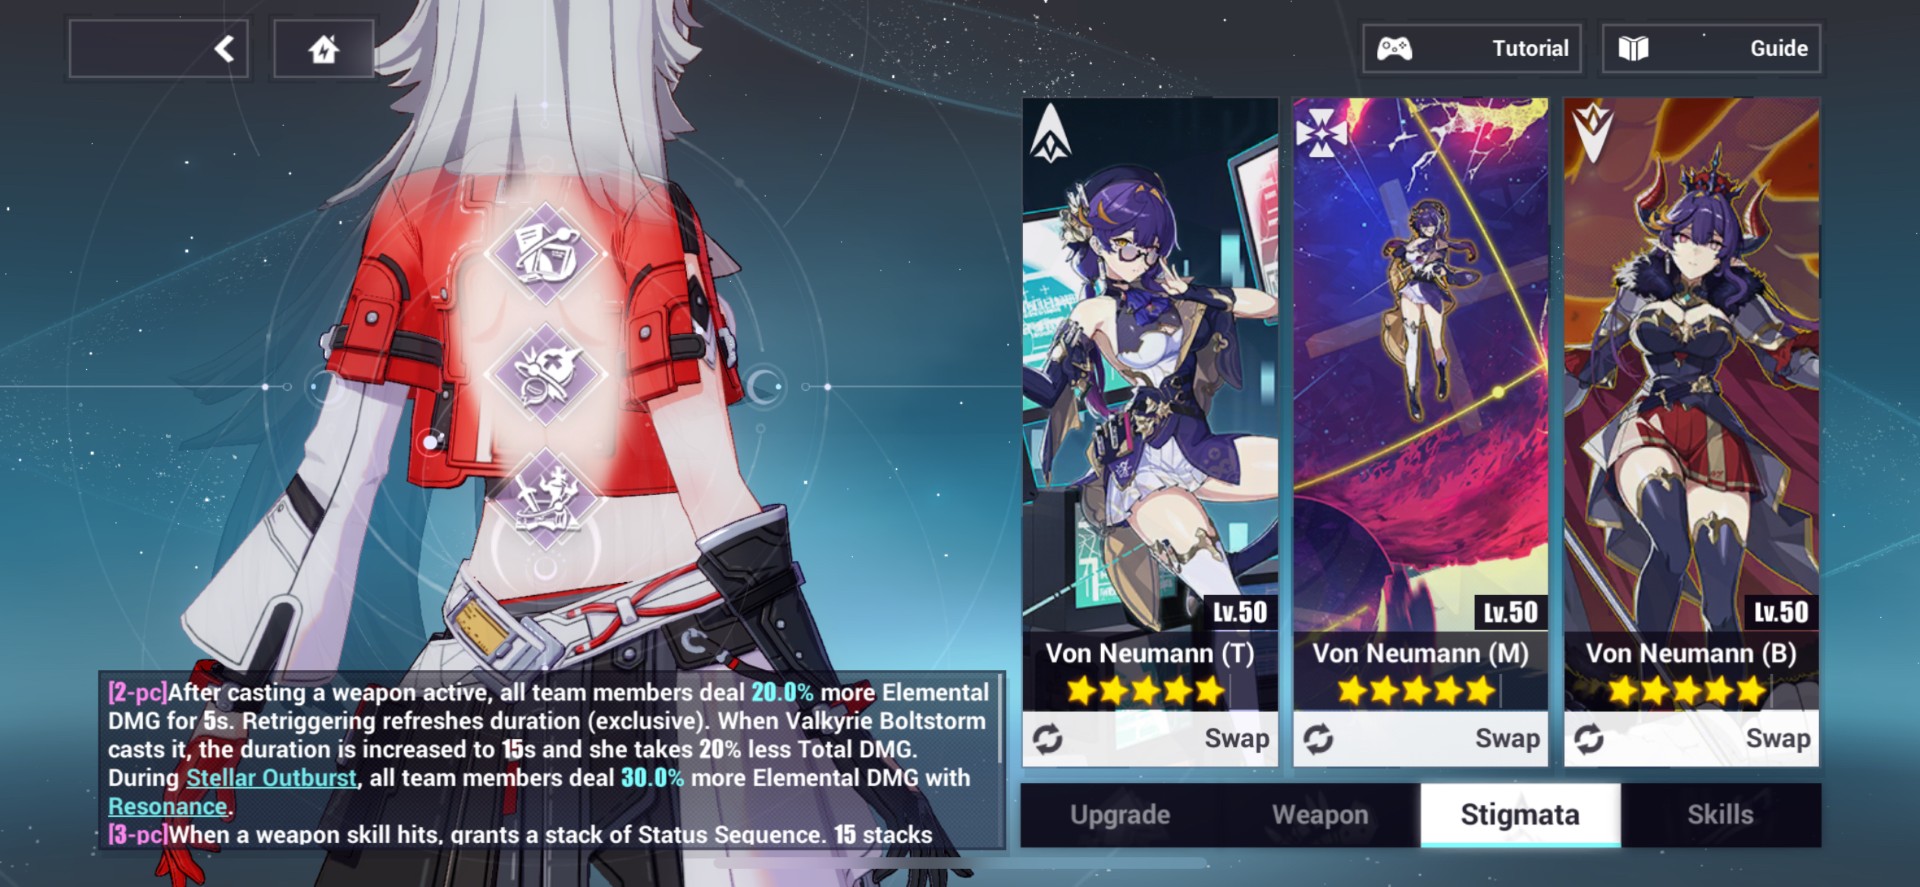 Tutorial
Guide
Lv.50
Von Neumann (T)
Swap
Lv.50
Von Neumann (M)
Swap
Lv.50
Von Neumann (B)
Swap
[2-pc]After casting a weapon active, all team members deal 20.0% more Elemental
DMG for 5s. Retriggering refreshes duration (exclusive). When Valkyrie Boltstorm
casts it, the duration is increased to 15s and she takes 20% less Total DMG.
During Stellar Outburst, all team members deal 30.0% more Elemental DMG with
Resonance.
[3-pc]When a weapon skill hits, grants a stack of Status Sequence. 15 stacks
Upgrade
Weapon
Stigmata
Skills